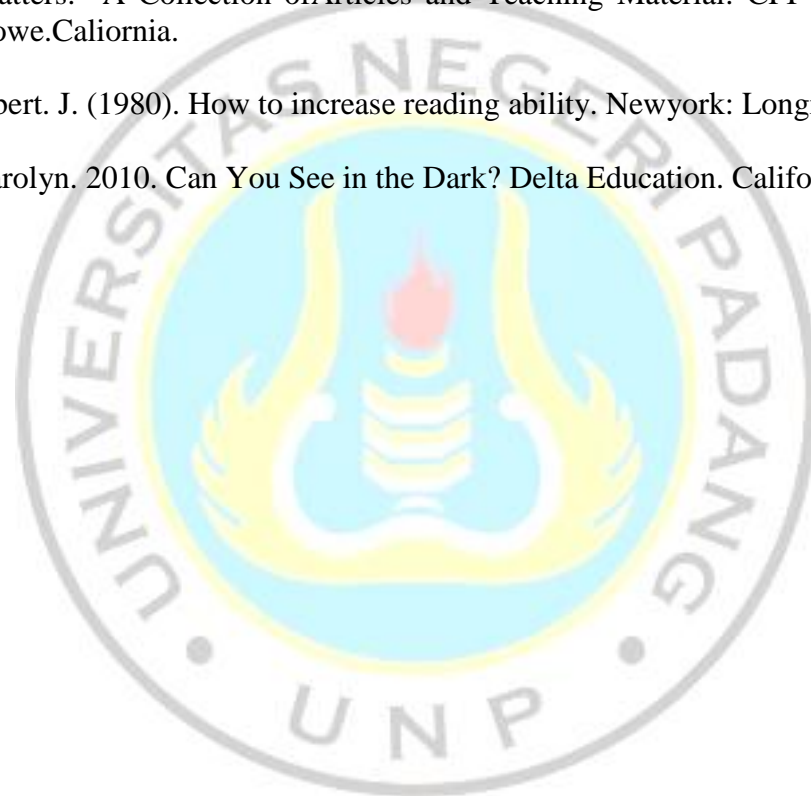 atters. A Collection ofArticles and Teaching Material. CPP
owe.Caliornia.
bert. J. (1980). How to increase reading ability. Newyork: Long
arolyn. 2010. Can You See in the Dark? Delta Education. Califo
UNIVERSITAS NEGERI PADANG
• UNP •